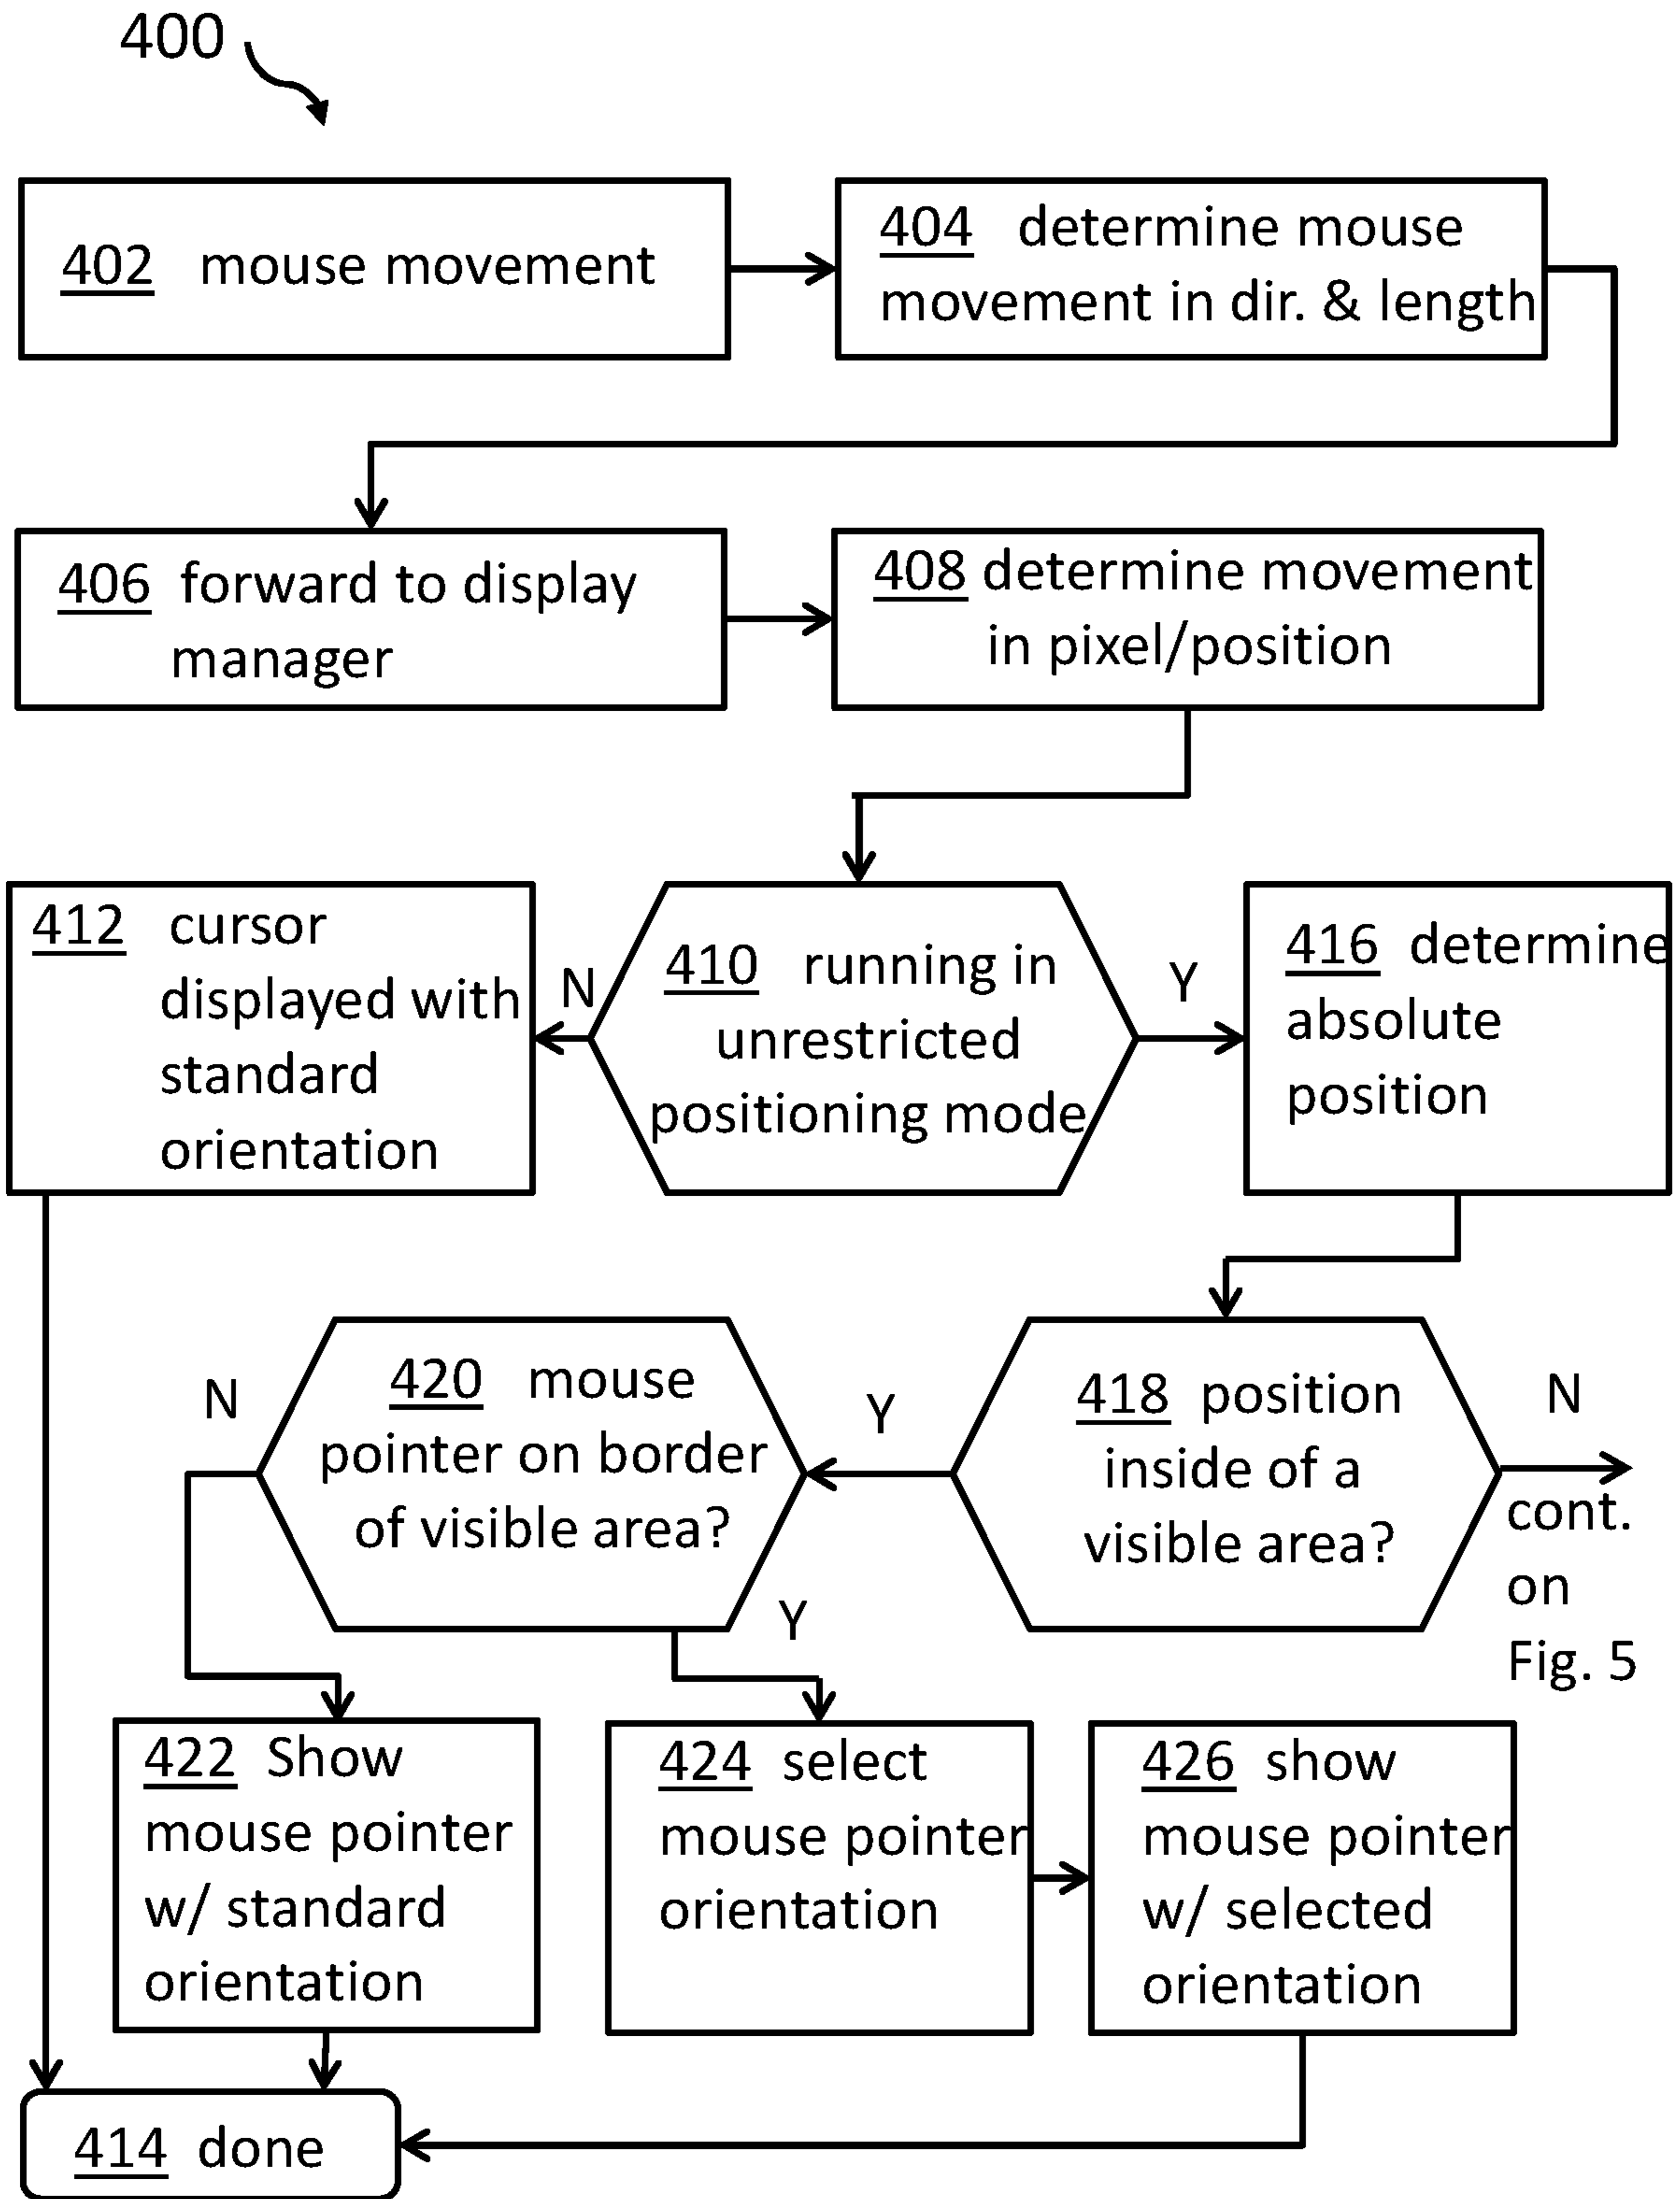 400
402 mouse movement
404 determine mouse
movement in dir. & length
406 forward to display
manager
408 determine movement
in pixel/position
412 cursor
displayed with
standard
orientation
N
410 running in
unrestricted
positioning mode
Y
416 determine
absolute
position
N
420 mouse
pointer on border
of visible area?
Y
Y
418 position
inside of a
visible area?
N
cont.
on
Fig. 5
422 Show
mouse pointer
w/ standard
orientation
424 select
mouse pointer
orientation
426 show
mouse pointer
w/ selected
orientation
414 done